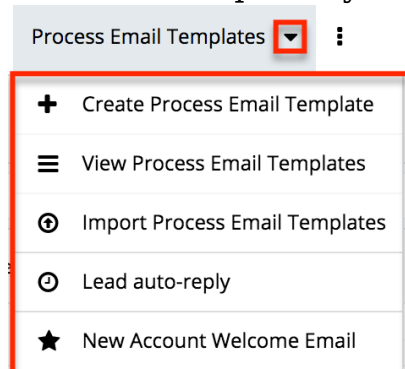 Process Email Templates
Create Process Email Template
View Process Email Templates
Import Process Email Templates
Lead auto-reply
New Account Welcome Email